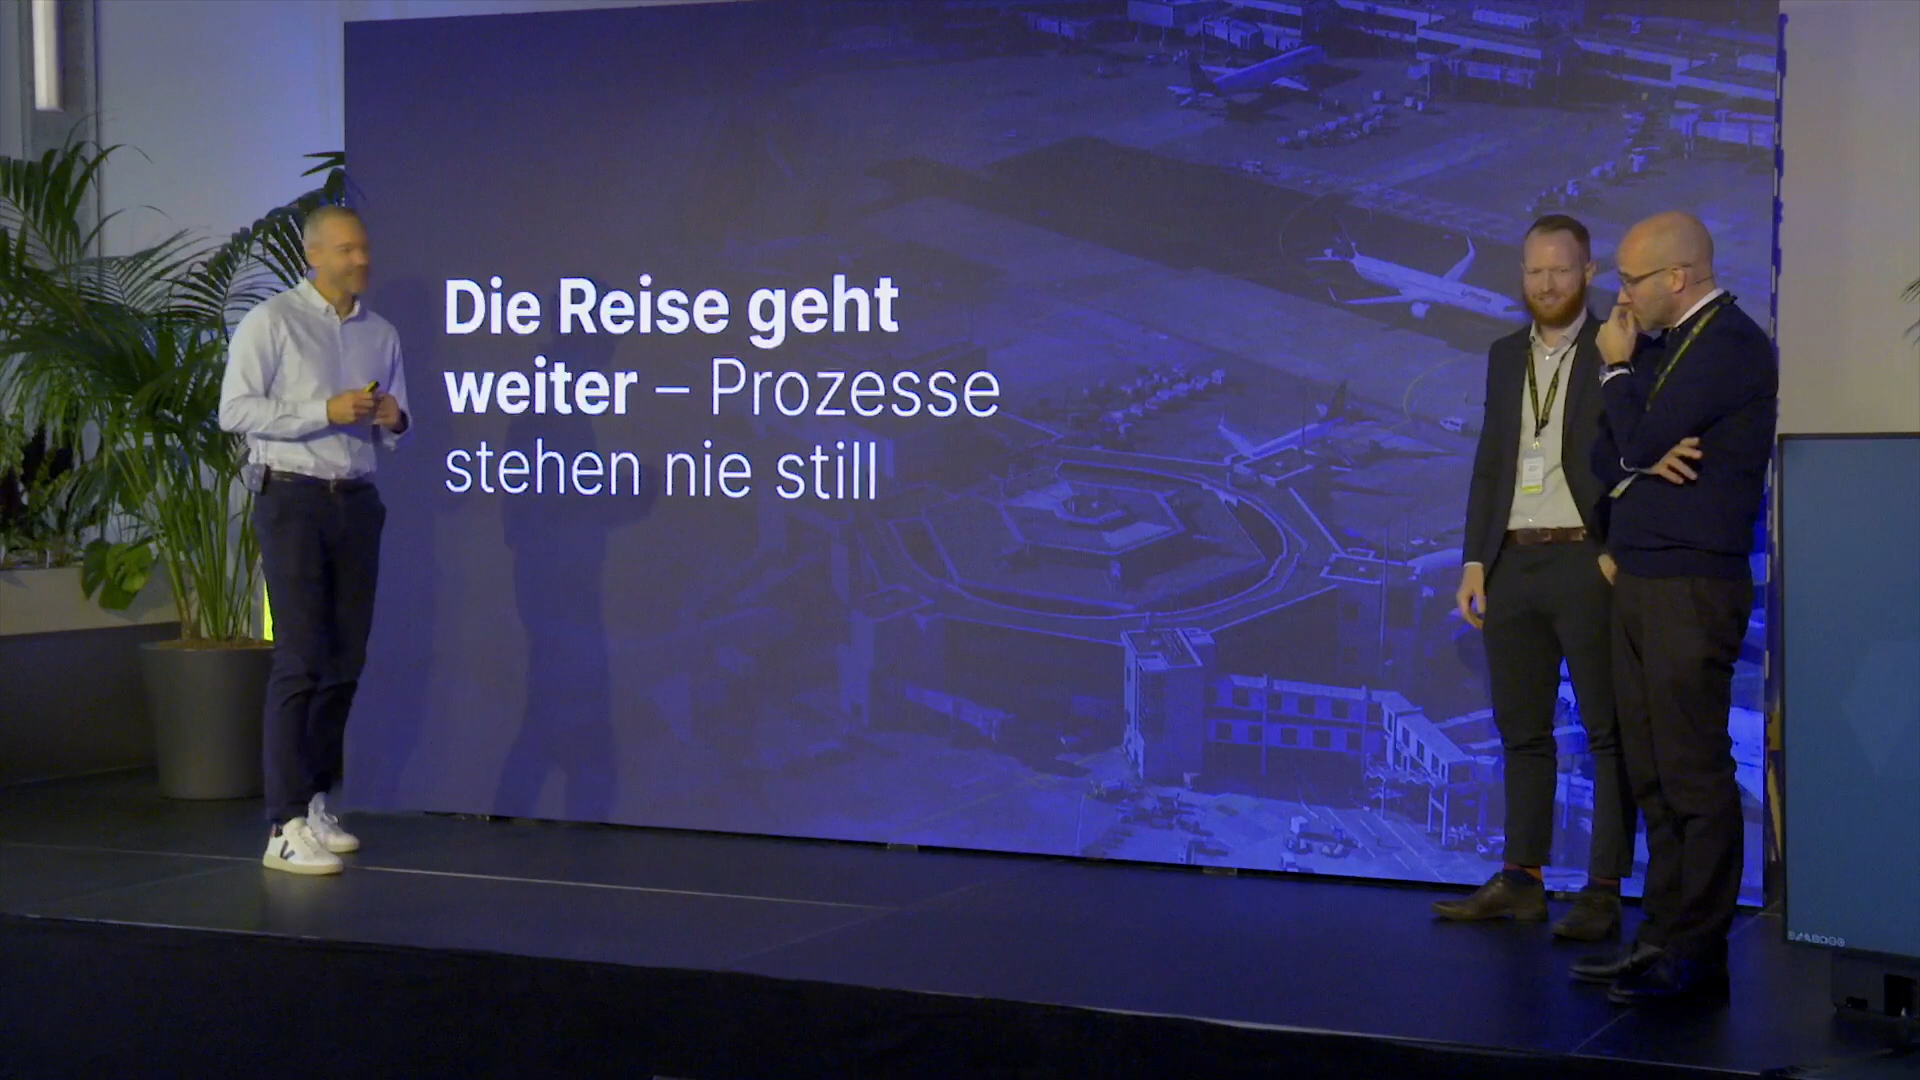 Die Reise geht
weiter – Prozesse
stehen nie still